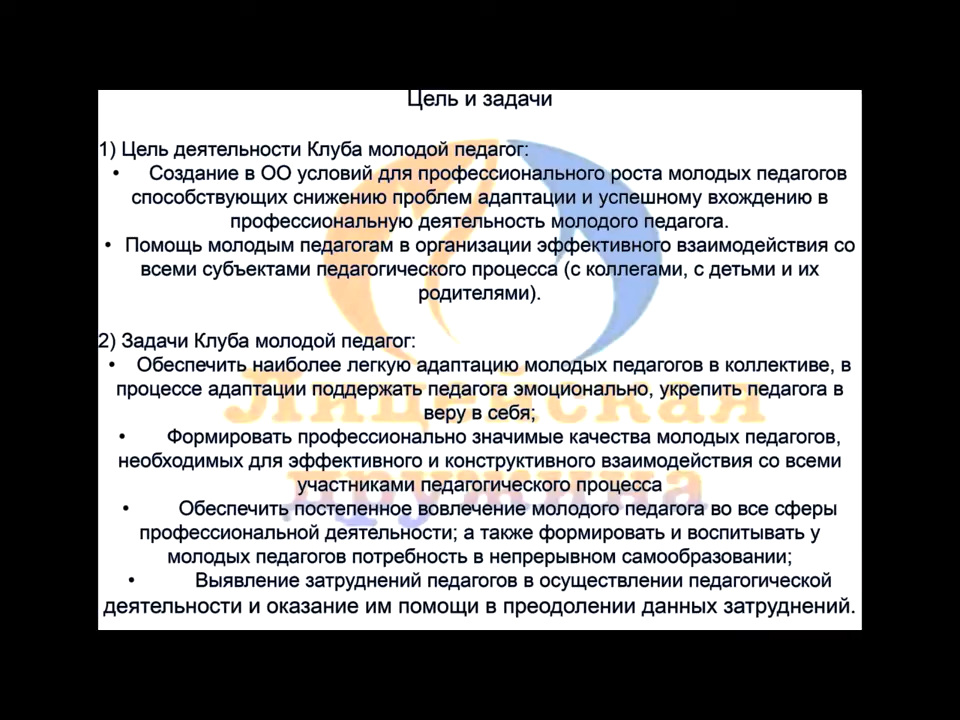 Цель и задачи
1) Цель деятельности Клуба молодой педагог:
• Создание в ОО условий для профессионального роста молодых педагогов
способствующих снижению проблем адаптации и успешному вхождению в
профессиональную деятельность молодого педагога.
• Помощь молодым педагогам в организации эффективного взаимодействия со
всеми субъектами педагогического процесса (с коллегами, с детьми и их
родителями).
2) Задачи Клуба молодой педагог:
• Обеспечить наиболее легкую адаптацию молодых педагогов в коллективе, в
процессе адаптации поддержать педагога эмоционально, укрепить педагога в
веру в себя;
• Формировать профессионально значимые качества молодых педагогов,
необходимых для эффективного и конструктивного взаимодействия со всеми
участниками педагогического процесса
• Обеспечить постепенное вовлечение молодого педагога во все сферы
профессиональной деятельности; а также формировать и воспитывать у
молодых педагогов потребность в непрерывном самообразовании;
• Выявление затруднений педагогов в осуществлении педагогической
деятельности и оказание им помощи в преодолении данных затруднений.
Лицейская
дружина